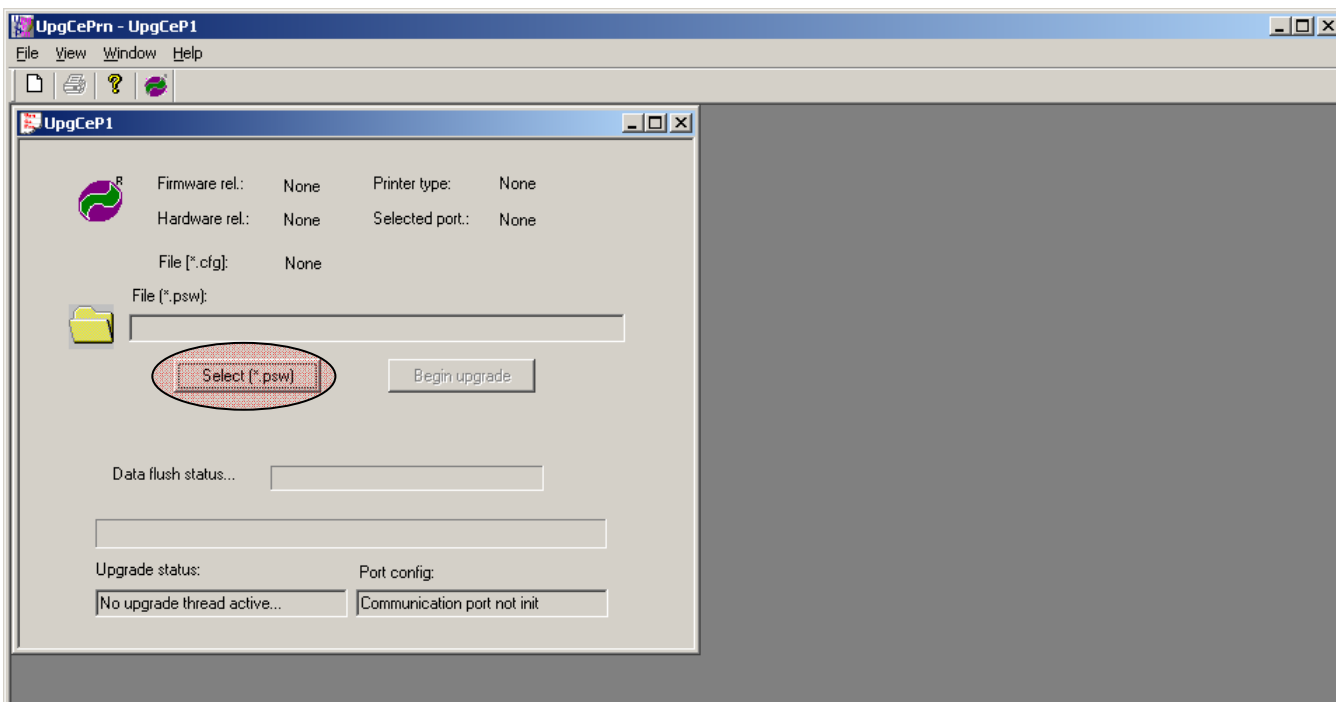 UpgCePrn - UpgCeP1
File View Window Help
UpgCeP1
R
Firmware rel.: None Printer type: None
Hardware rel.: None Selected port.: None
File [*.cfg]: None
File (*.psw):
Select (*.psw) Begin upgrade
Data flush status...
Upgrade status: Port config:
No upgrade thread active... Communication port not init